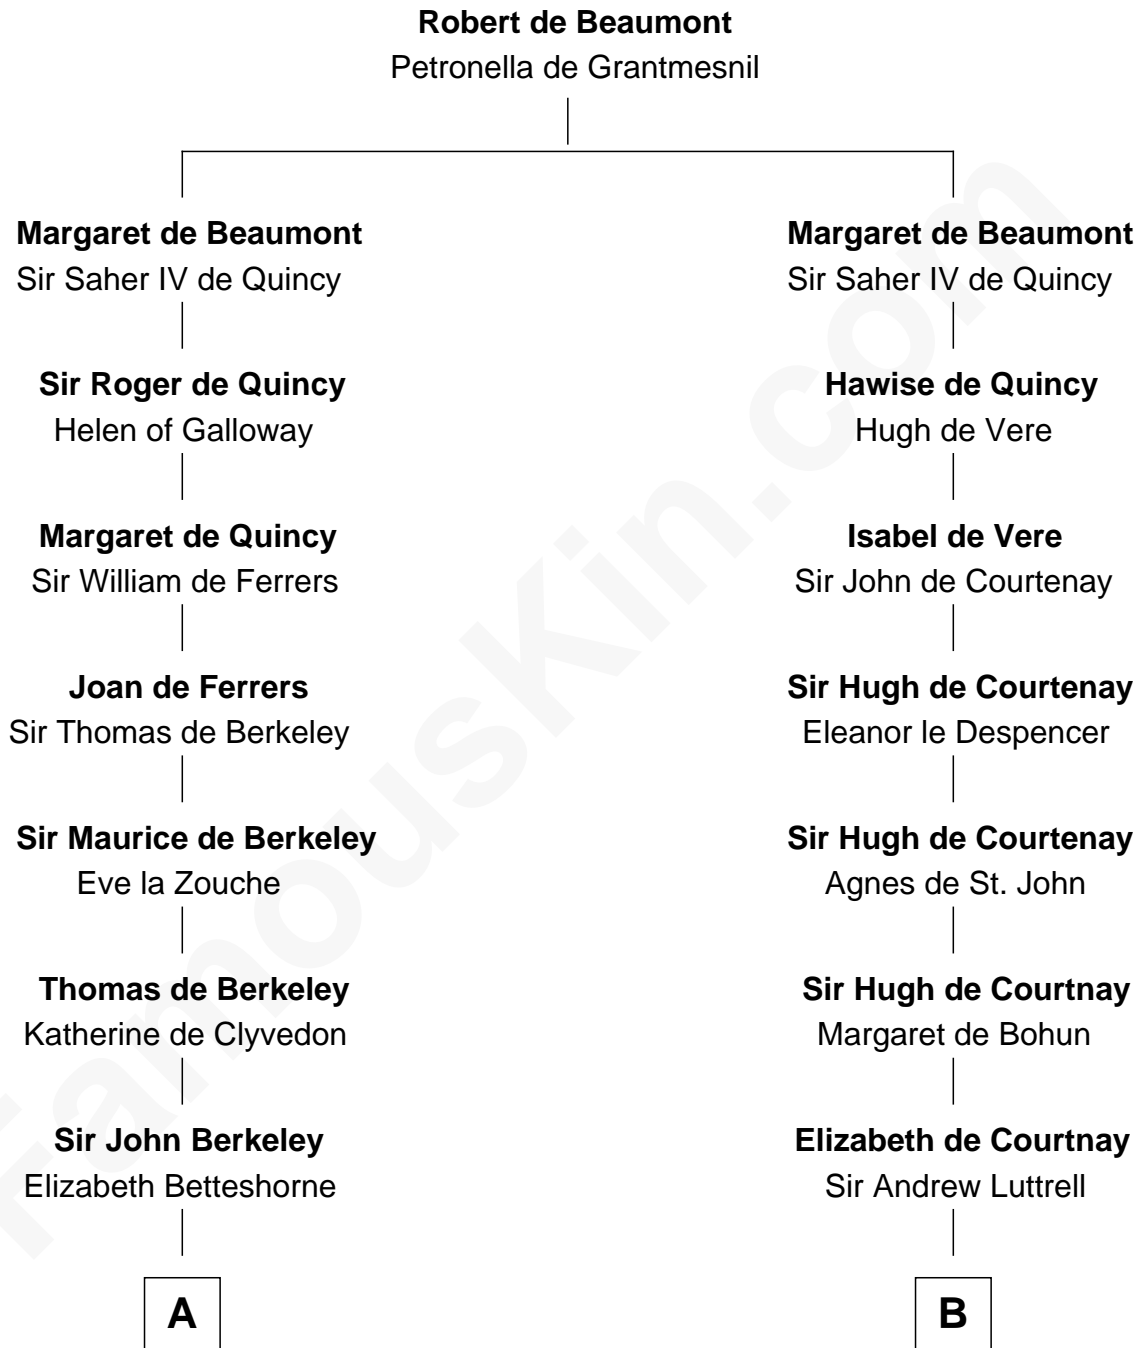 Robert de Beaumont
Petronella de Grantmesnil
Margaret de Beaumont
Sir Saher IV de Quincy
Margaret de Beaumont
Sir Saher IV de Quincy
Sir Roger de Quincy
Helen of Galloway
Hawise de Quincy
Hugh de Vere
Margaret de Quincy
Sir William de Ferrers
Isabel de Vere
Sir John de Courtenay
Joan de Ferrers
Sir Thomas de Berkeley
Sir Hugh de Courtenay
Eleanor le Despencer
Sir Maurice de Berkeley
Eve la Zouche
Sir Hugh de Courtenay
Agnes de St. John
Thomas de Berkeley
Katherine de Clyvedon
Sir Hugh de Courtnay
Margaret de Bohun
Sir John Berkeley
Elizabeth Betteshorne
Elizabeth de Courtnay
Sir Andrew Luttrell
A
B
FamousKin.com